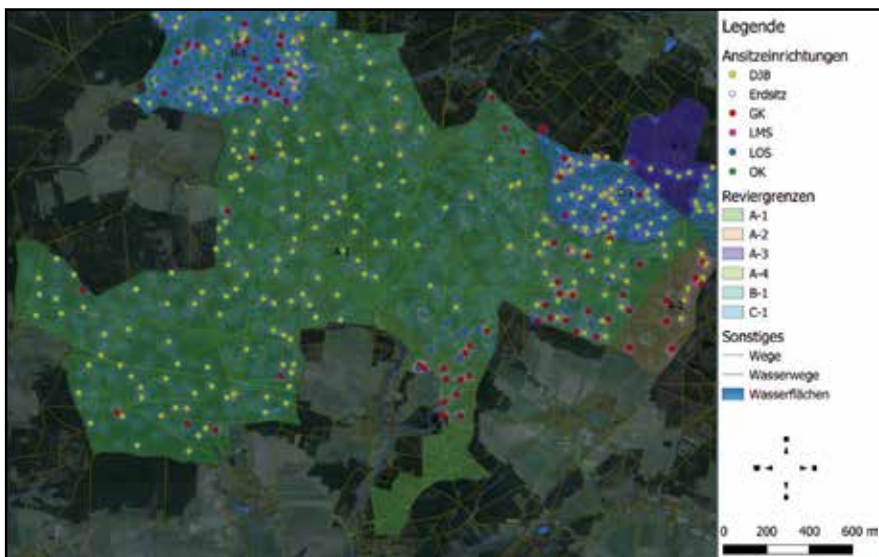 Legende
Ansitzeinrichtungen
DJB
Erdsitz
GK
LMS
LOS
OK
Reviergrenzen
A-1
A-2
A-3
A-4
B-1
C-1
Sonstiges
Wege
Wasserwege
Wasserflächen
0 200 400 600 m